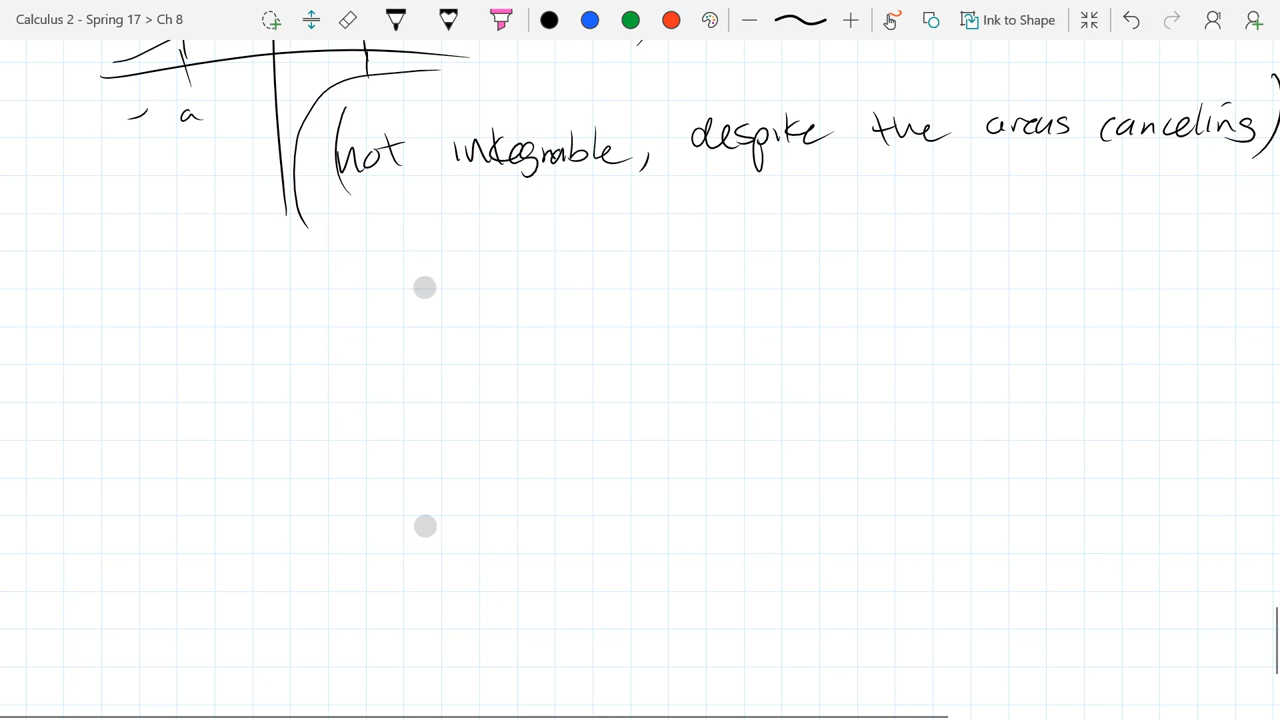 Calculus 2 - Spring 17 > Ch 8
Ink to Shape
a
(not integrable, despite the areas canceling)